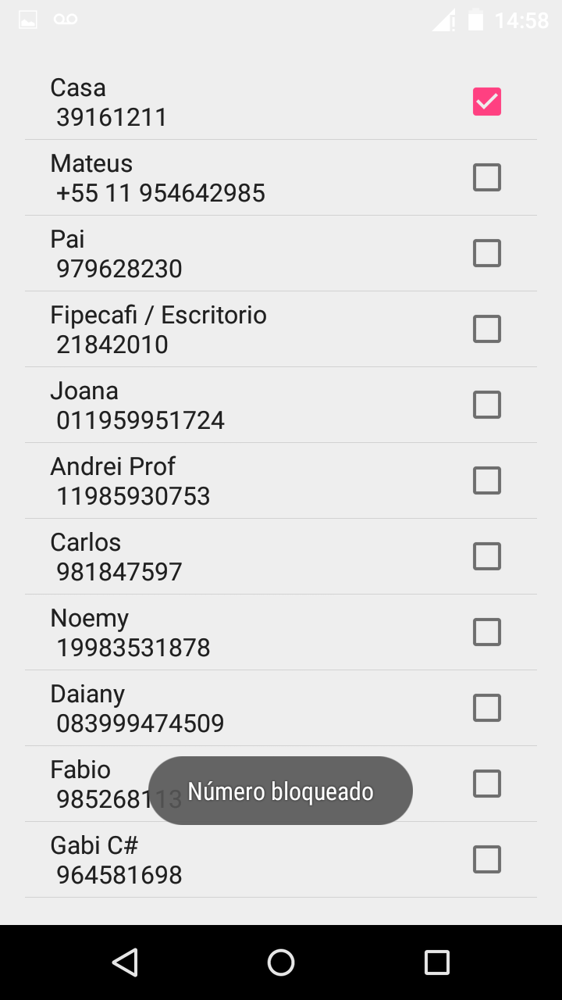 14:58
Casa
39161211
Mateus
+55 11 954642985
Pai
979628230
Fipecafi / Escritorio
21842010
Joana
011959951724
Andrei Prof
11985930753
Carlos
981847597
Noemy
19983531878
Daiany
083999474509
Fabio
985268113
Número bloqueado
Gabi C#
964581698